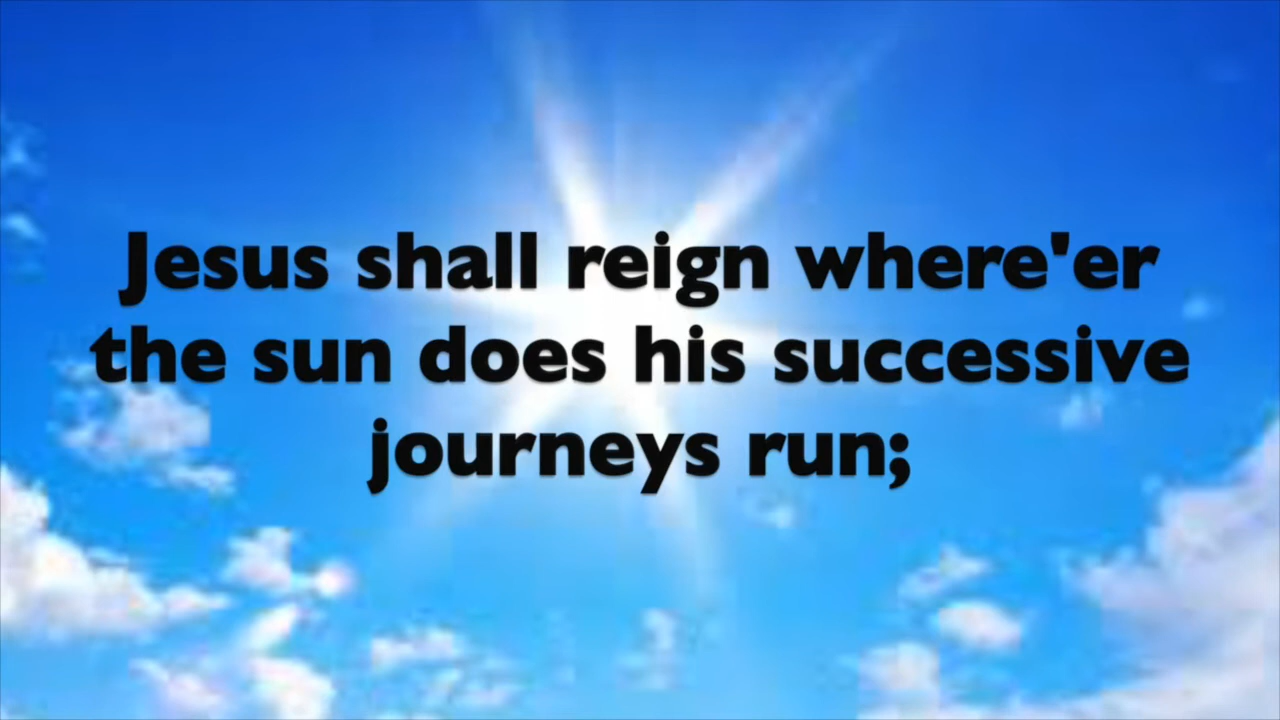 Jesus shall reign where'er
the sun does his successive
journeys run;